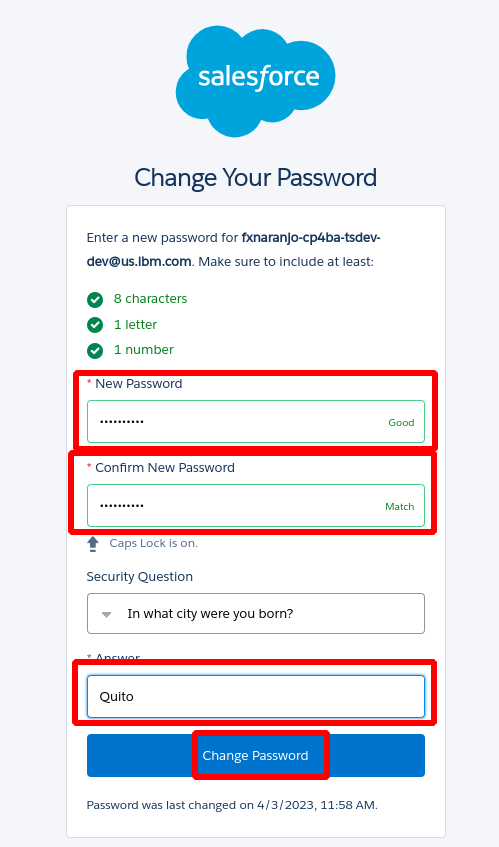 salesforce
Change Your Password
Enter a new password for fxnaranjo-cp4ba-tsdev-
dev@us.ibm.com. Make sure to include at least:
8 characters
1 letter
1 number
* New Password
•••••••••• Good
* Confirm New Password
•••••••••• Match
Caps Lock is on.
Security Question
In what city were you born?
* Answer
Quito
Change Password
Password was last changed on 4/3/2023, 11:58 AM.